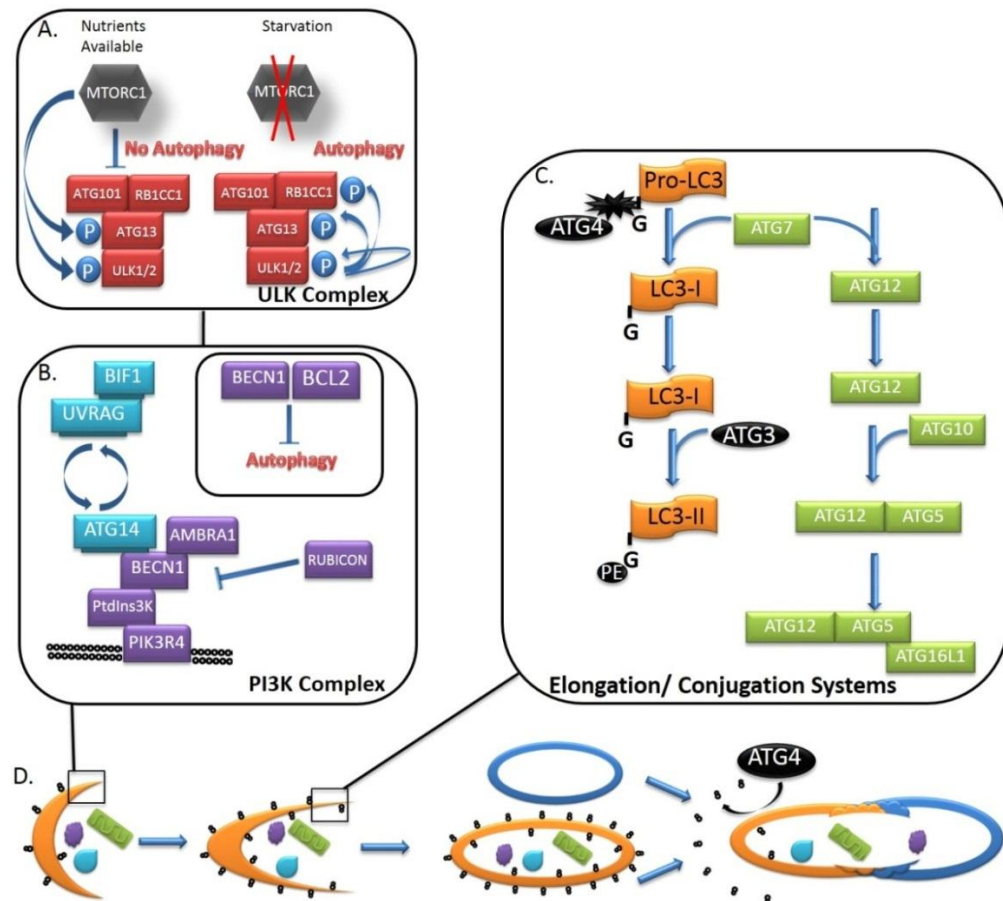 A.
Nutrients
Available
Starvation
MTORC1
MTORC1
No Autophagy
Autophagy
ATG101
RB1CC1
P
ATG13
P
ULK1/2
ATG101
RB1CC1
P
ATG13
P
ULK1/2
P
ULK Complex
B.
BIF1
UVRAG
ATG14
AMBRA1
BECN1
PtdIns3K
PIK3R4
RUBICON
BECN1
BCL2
Autophagy
PI3K Complex
C.
Pro-LC3
G
ATG4
ATG7
LC3-I
G
ATG12
LC3-I
G
ATG12
ATG3
ATG10
LC3-II
G
PE
ATG12
ATG5
ATG12
ATG5
ATG16L1
Elongation/ Conjugation Systems
D.
ATG4